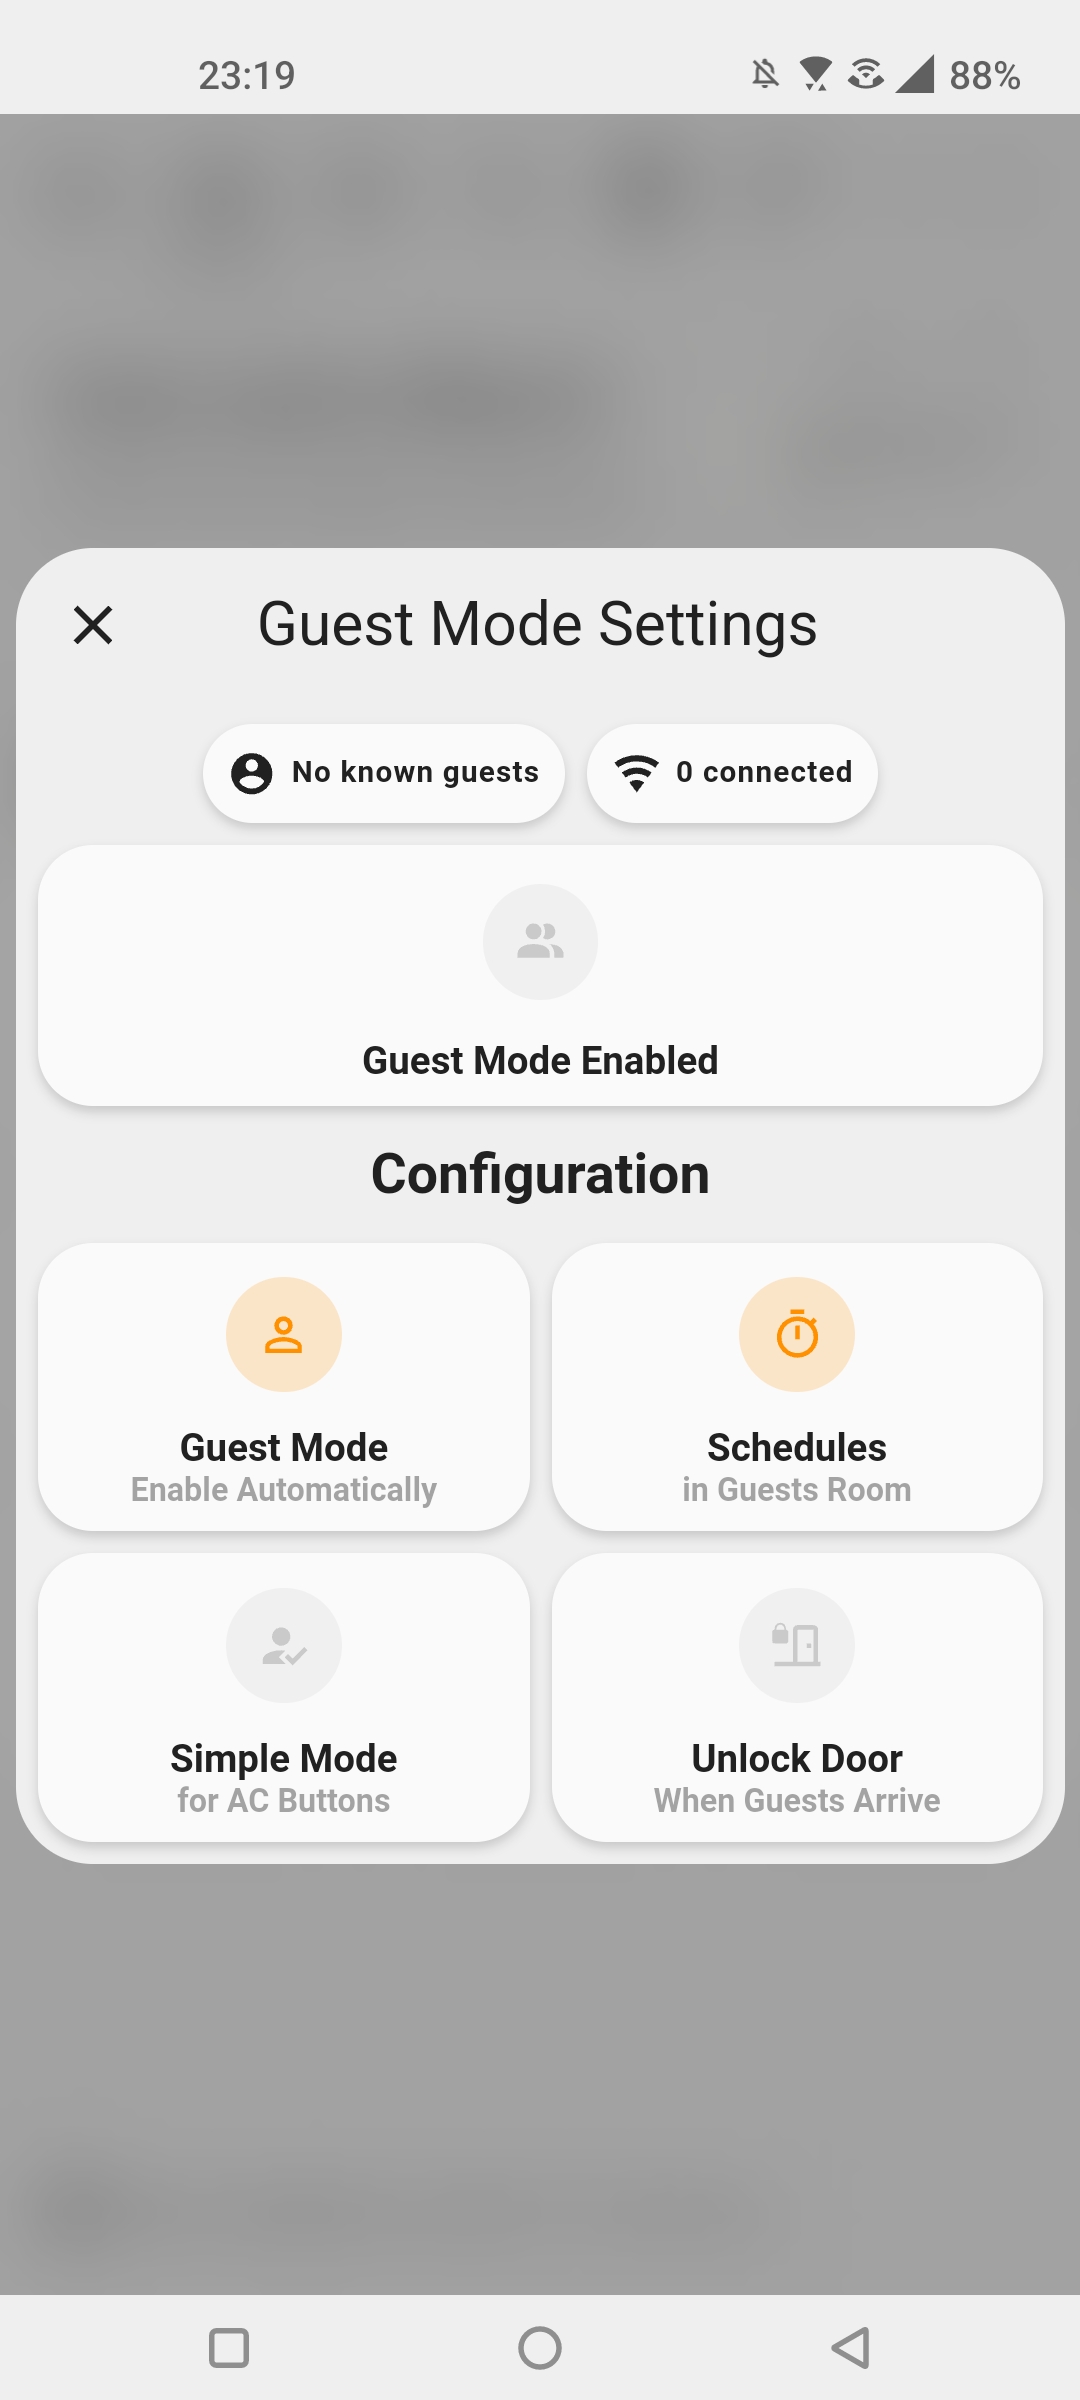 23:19
88%
Guest Mode Settings
No known guests
0 connected
Guest Mode Enabled
Configuration
Guest Mode
Enable Automatically
Schedules
in Guests Room
Simple Mode
for AC Buttons
Unlock Door
When Guests Arrive